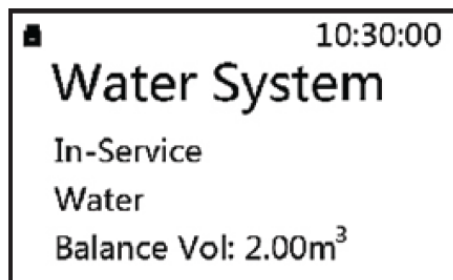 10:30:00
Water System
In-Service
Water
Balance Vol: 2.00m³